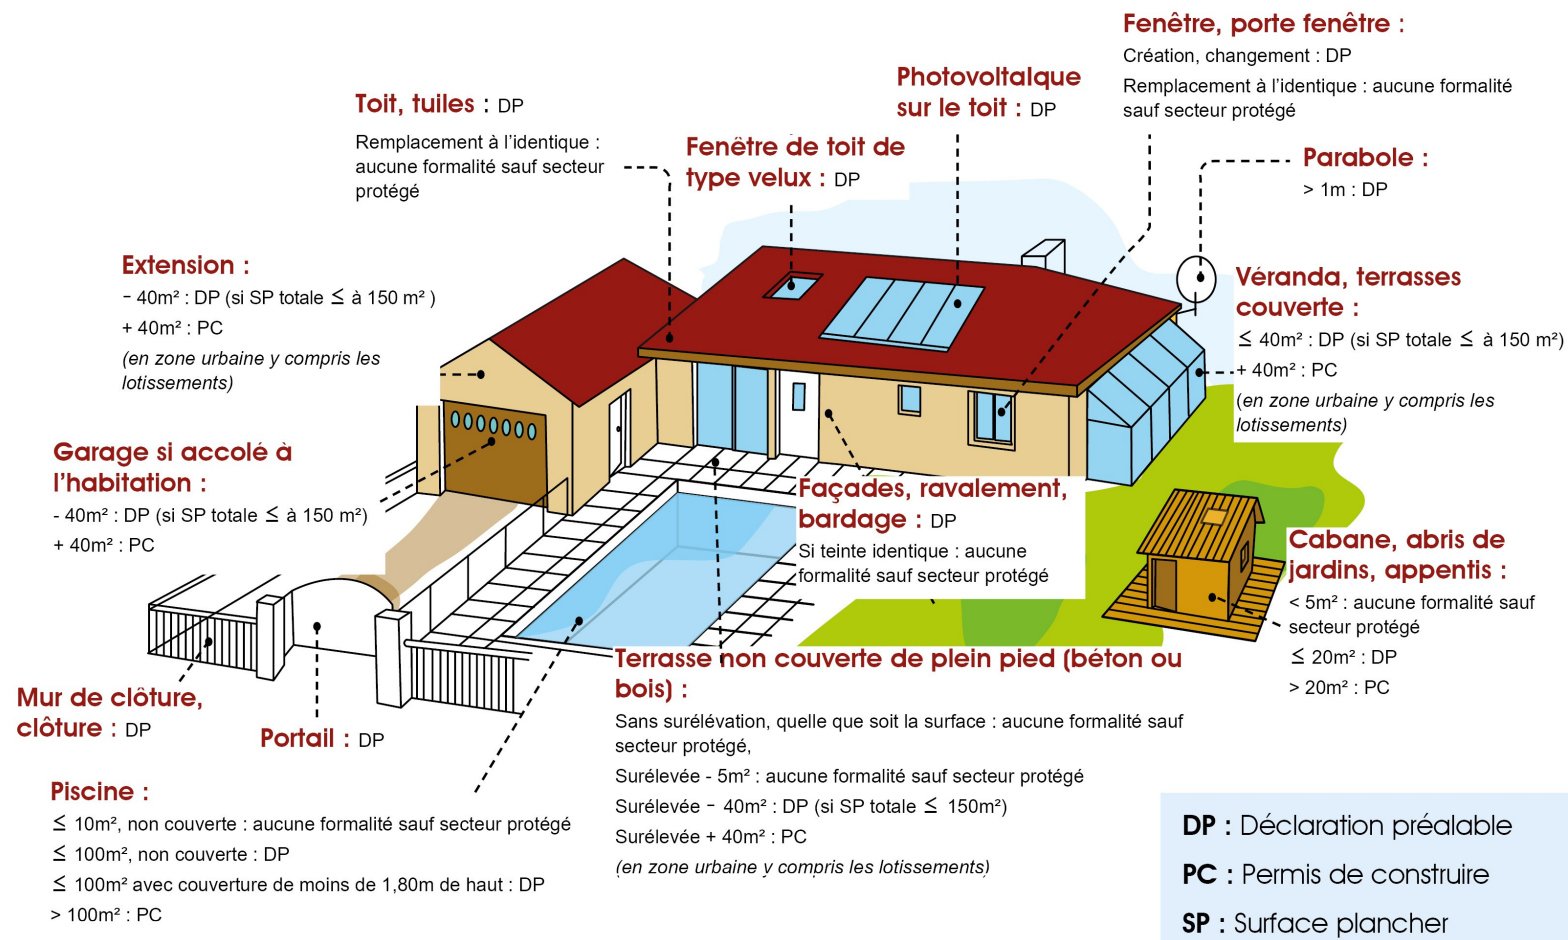 Fenêtre, porte fenêtre :
Création, changement : DP
Remplacement à l'identique : aucune formalité
sauf secteur protégé
Photovoltaïque
sur le toit : DP
Toit, tuiles : DP
Remplacement à l'identique :
aucune formalité sauf secteur
protégé
Fenêtre de toit de
type velux : DP
Parabole :
> 1m : DP
Extension :
- 40m² : DP (si SP totale ≤ à 150 m² )
+ 40m² : PC
(en zone urbaine y compris les
lotissements)
Véranda, terrasses
couverte :
≤ 40m² : DP (si SP totale ≤ à 150 m²)
+ 40m² : PC
(en zone urbaine y compris les
lotissements)
Garage si accolé à
l'habitation :
- 40m² : DP (si SP totale ≤ à 150 m²)
+ 40m² : PC
Façades, ravalement,
bardage : DP
Si teinte identique : aucune
formalité sauf secteur protégé
Cabane, abris de
jardins, appentis :
< 5m² : aucune formalité sauf
secteur protégé
≤ 20m² : DP
> 20m² : PC
Mur de clôture,
clôture : DP
Portail : DP
Terrasse non couverte de plein pied (béton ou
bois) :
Sans surélévation, quelle que soit la surface : aucune formalité sauf
secteur protégé,
Surélevée - 5m² : aucune formalité sauf secteur protégé
Surélevée - 40m² : DP (si SP totale ≤ 150m²)
Surélevée + 40m² : PC
(en zone urbaine y compris les lotissements)
Piscine :
≤ 10m², non couverte : aucune formalité sauf secteur protégé
≤ 100m², non couverte : DP
≤ 100m² avec couverture de moins de 1,80m de haut : DP
> 100m² : PC
DP : Déclaration préalable
PC : Permis de construire
SP : Surface plancher